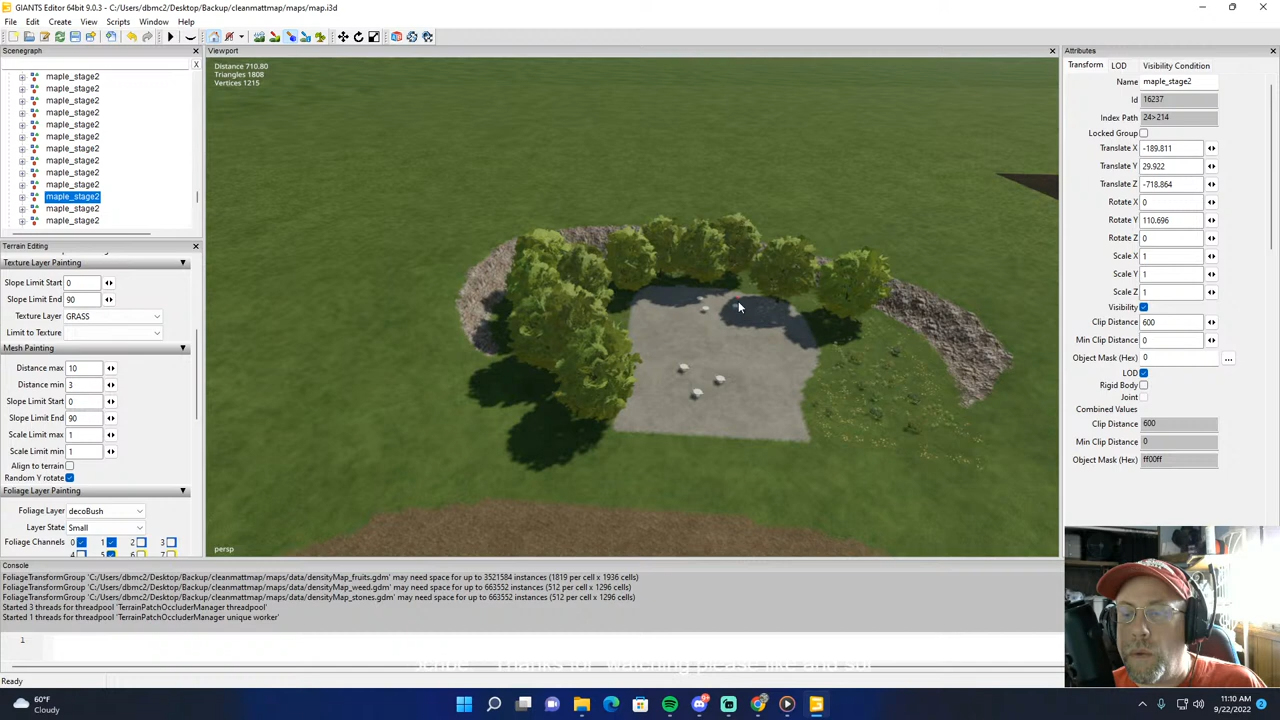 GIANTS Editor 64bit 9.0.3 - C:/Users/dbmc2/Desktop/Backup/cleanmattmap/maps/map.i3d
File Edit Create View Scripts Window Help
Scenegraph
X
maple_stage2
maple_stage2
maple_stage2
maple_stage2
maple_stage2
maple_stage2
maple_stage2
maple_stage2
maple_stage2
maple_stage2
maple_stage2
maple_stage2
maple_stage2
Terrain Editing
Texture Layer Painting
Slope Limit Start 0
Slope Limit End 90
Texture Layer GRASS
Limit to Texture
Mesh Painting
Distance max 10
Distance min 3
Slope Limit Start 0
Slope Limit End 90
Scale Limit max 1
Scale Limit min 1
Align to terrain
Random Y rotate
Foliage Layer Painting
Foliage Layer decoBush
Layer State Small
Foliage Channels 0 1 2 3
4 5 6 7
Viewport
Distance 710.80
Triangles 1808
Vertices 1215
persp
Attributes
Transform LOD Visibility Condition
Name maple_stage2
Id 16237
Index Path 24>214
Locked Group
Translate X -189.811
Translate Y 29.922
Translate Z -718.864
Rotate X 0
Rotate Y 110.696
Rotate Z 0
Scale X 1
Scale Y 1
Scale Z 1
Visibility
Clip Distance 600
Min Clip Distance 0
Object Mask (Hex) 0 ...
LOD
Rigid Body
Joint
Combined Values
Clip Distance 600
Min Clip Distance 0
Object Mask (Hex) ff00ff
Console
FoliageTransformGroup 'C:/Users/dbmc2/Desktop/Backup/cleanmattmap/maps/data/densityMap_fruits.gdm' may need space for up to 3521584 instances (1819 per cell x 1936 cells)
FoliageTransformGroup 'C:/Users/dbmc2/Desktop/Backup/cleanmattmap/maps/data/densityMap_weed.gdm' may need space for up to 663552 instances (512 per cell x 1296 cells)
FoliageTransformGroup 'C:/Users/dbmc2/Desktop/Backup/cleanmattmap/maps/data/densityMap_stones.gdm' may need space for up to 663552 instances (512 per cell x 1296 cells)
Started 3 threads for threadpool 'TerrainPatchOccluderManager threadpool'
Started 1 threads for threadpool 'TerrainPatchOccluderManager unique worker'
1
Thanks for watching please like and
Ready
60°F
Cloudy
11:10 AM
9/22/2022